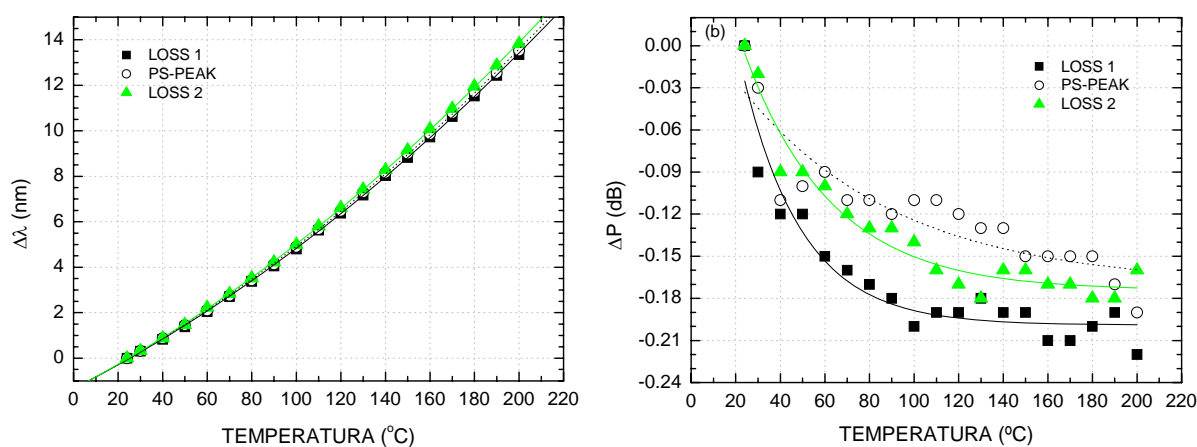 14
12
10
8
6
4
2
0
Δλ (nm)
LOSS 1
PS-PEAK
LOSS 2
0 20 40 60 80 100 120 140 160 180 200 220
TEMPERATURA (°C)
(b)
0.00
-0.03
-0.06
-0.09
-0.12
-0.15
-0.18
-0.21
-0.24
ΔP (dB)
LOSS 1
PS-PEAK
LOSS 2
0 20 40 60 80 100 120 140 160 180 200 220
TEMPERATURA (ºC)